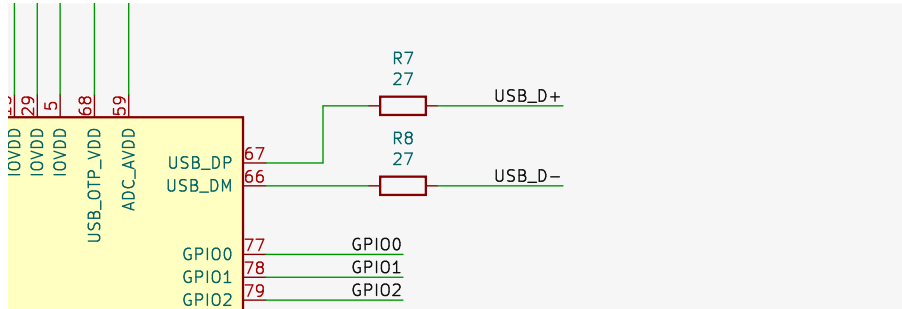 R7
27
USB_D+
R8
27
USB_D-
29
5
68
59
IOVDD
IOVDD
IOVDD
USB_OTP_VDD
ADC_AVDD
USB_DP 67
USB_DM 66
GPIO0 77 GPIO0
GPIO1 78 GPIO1
GPIO2 79 GPIO2